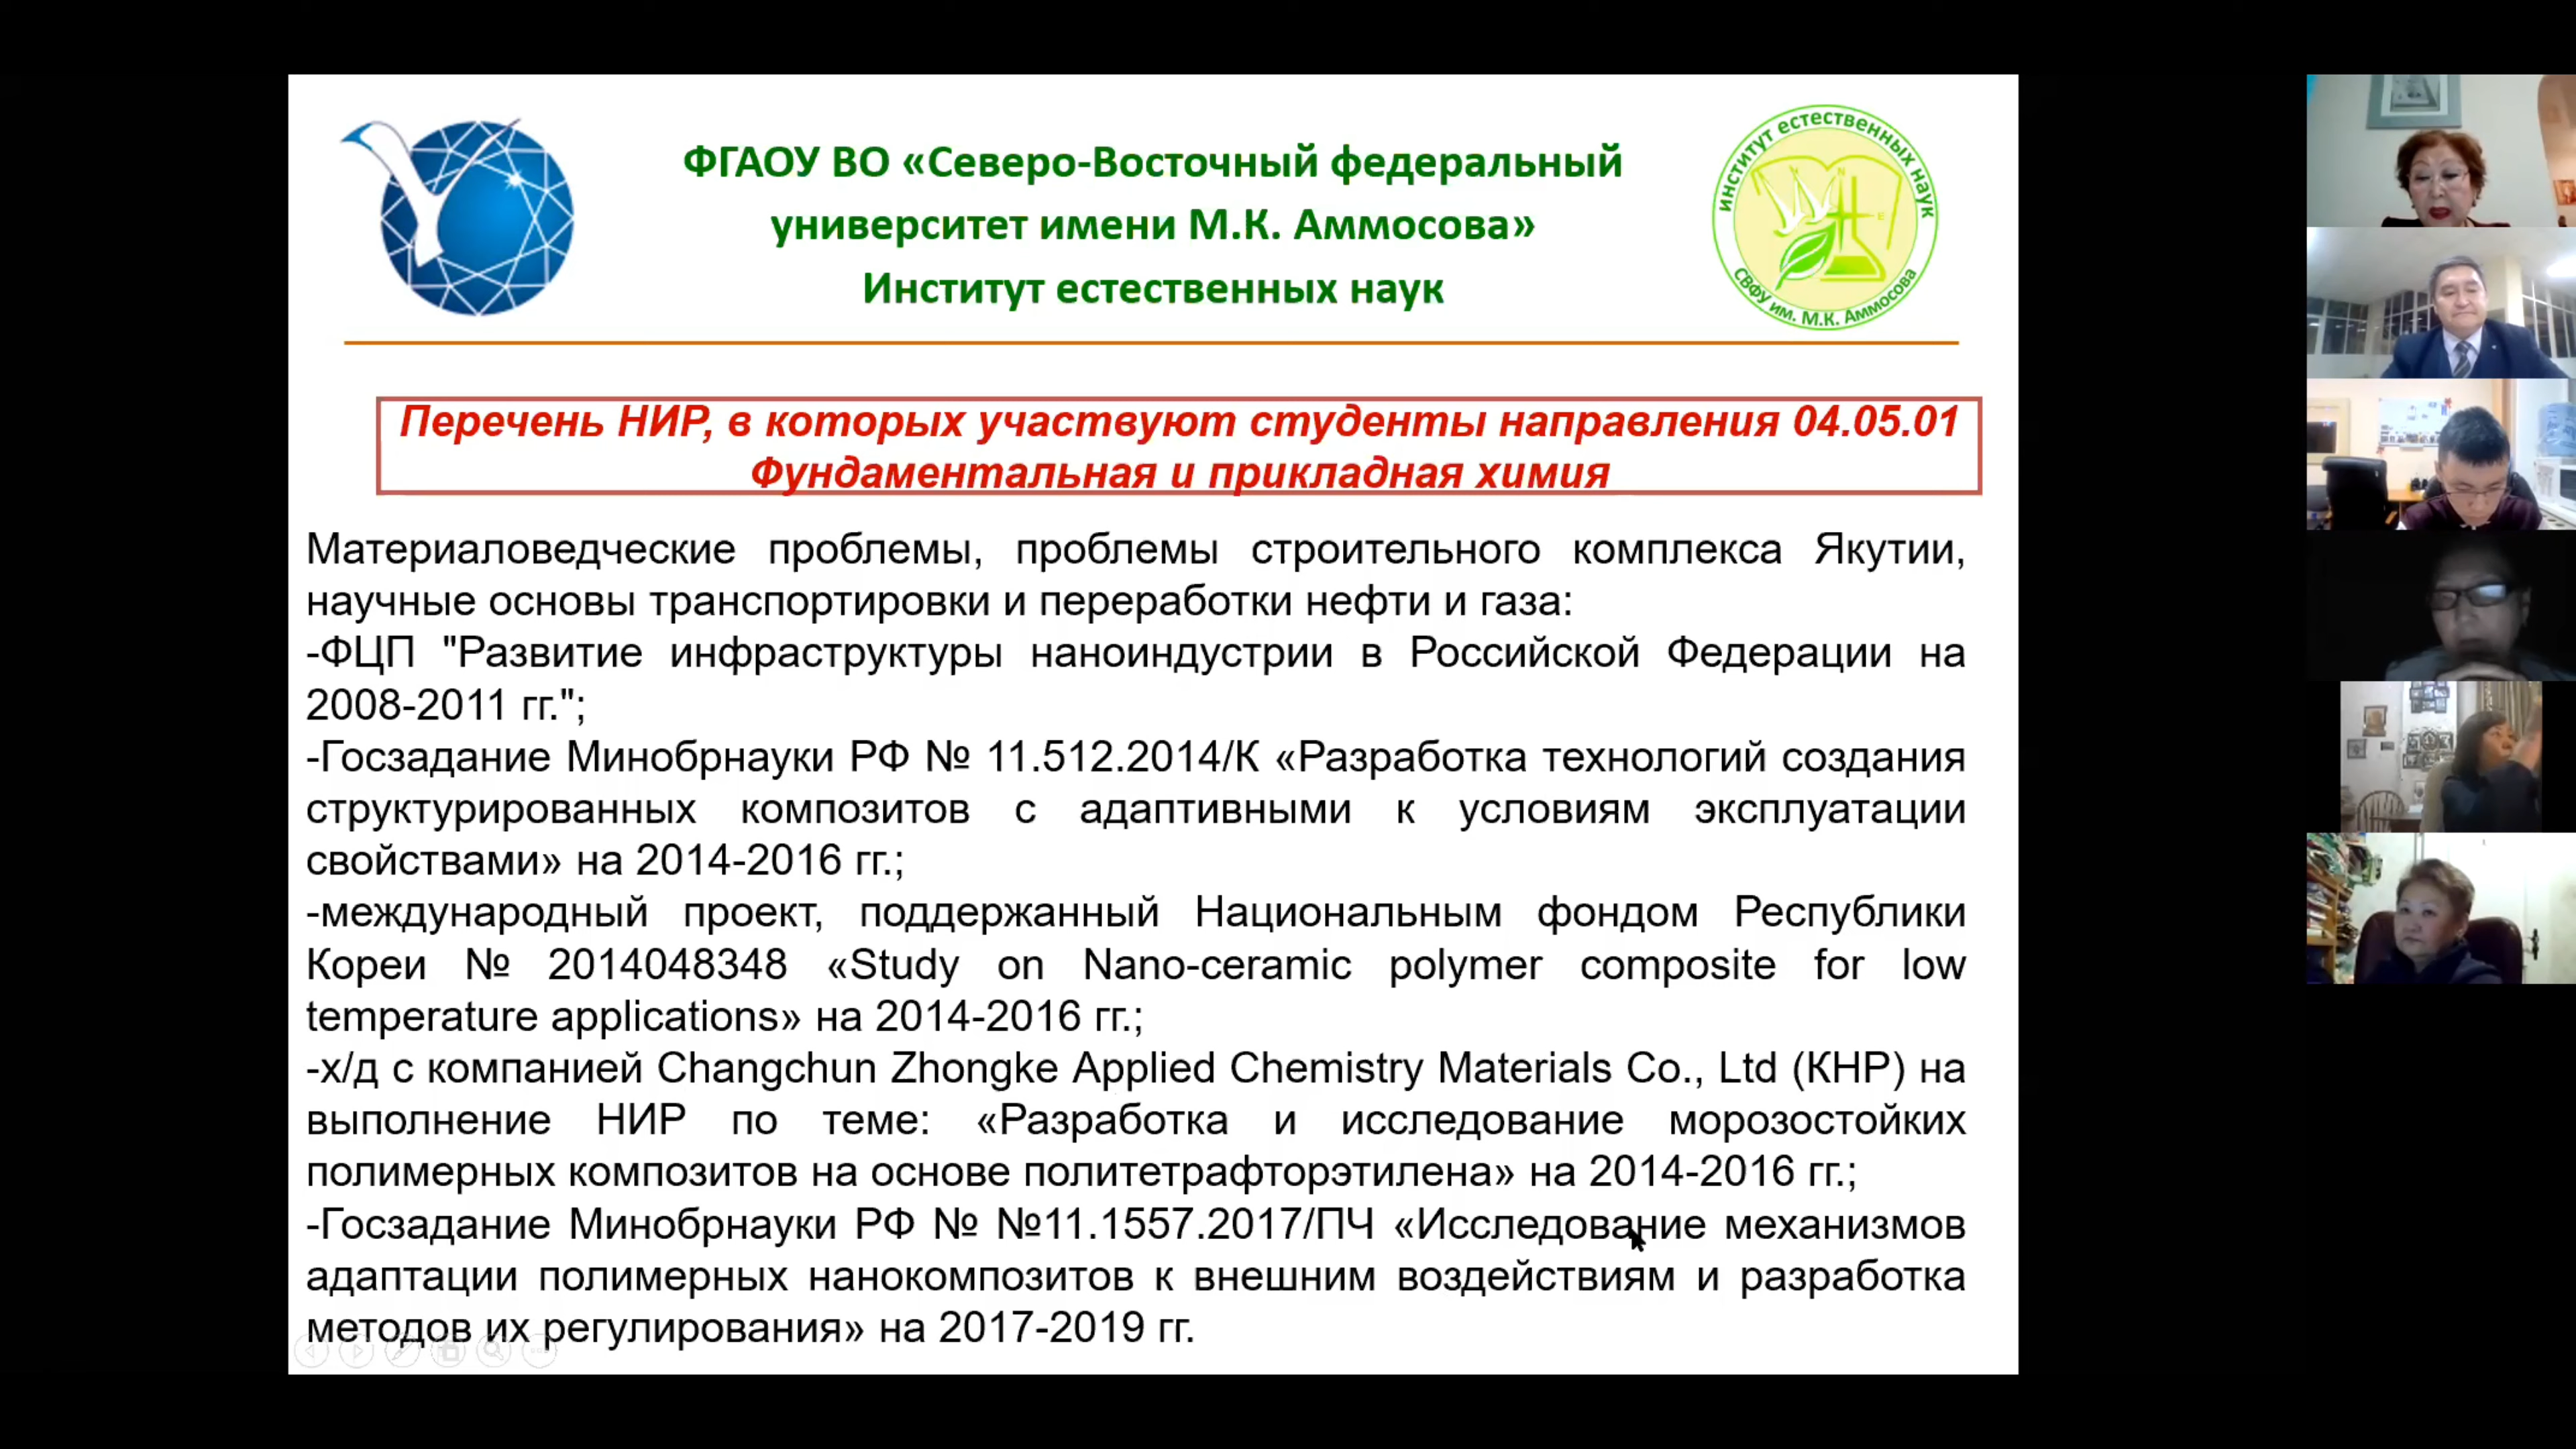 ФГАОУ ВО «Северо-Восточный федеральный
университет имени М.К. Аммосова»
Институт естественных наук
институт естественных наук
СВФУ им. М.К. Аммосова
Перечень НИР, в которых участвуют студенты направления 04.05.01
Фундаментальная и прикладная химия
Материаловедческие проблемы, проблемы строительного комплекса Якутии,
научные основы транспортировки и переработки нефти и газа:
-ФЦП "Развитие инфраструктуры наноиндустрии в Российской Федерации на
2008-2011 гг.";
-Госзадание Минобрнауки РФ № 11.512.2014/К «Разработка технологий создания
структурированных композитов с адаптивными к условиям эксплуатации
свойствами» на 2014-2016 гг.;
-международный проект, поддержанный Национальным фондом Республики
Кореи № 2014048348 «Study on Nano-ceramic polymer composite for low
temperature applications» на 2014-2016 гг.;
-х/д с компанией Changchun Zhongke Applied Chemistry Materials Co., Ltd (КНР) на
выполнение НИР по теме: «Разработка и исследование морозостойких
полимерных композитов на основе политетрафторэтилена» на 2014-2016 гг.;
-Госзадание Минобрнауки РФ № №11.1557.2017/ПЧ «Исследование механизмов
адаптации полимерных нанокомпозитов к внешним воздействиям и разработка
методов их регулирования» на 2017-2019 гг.